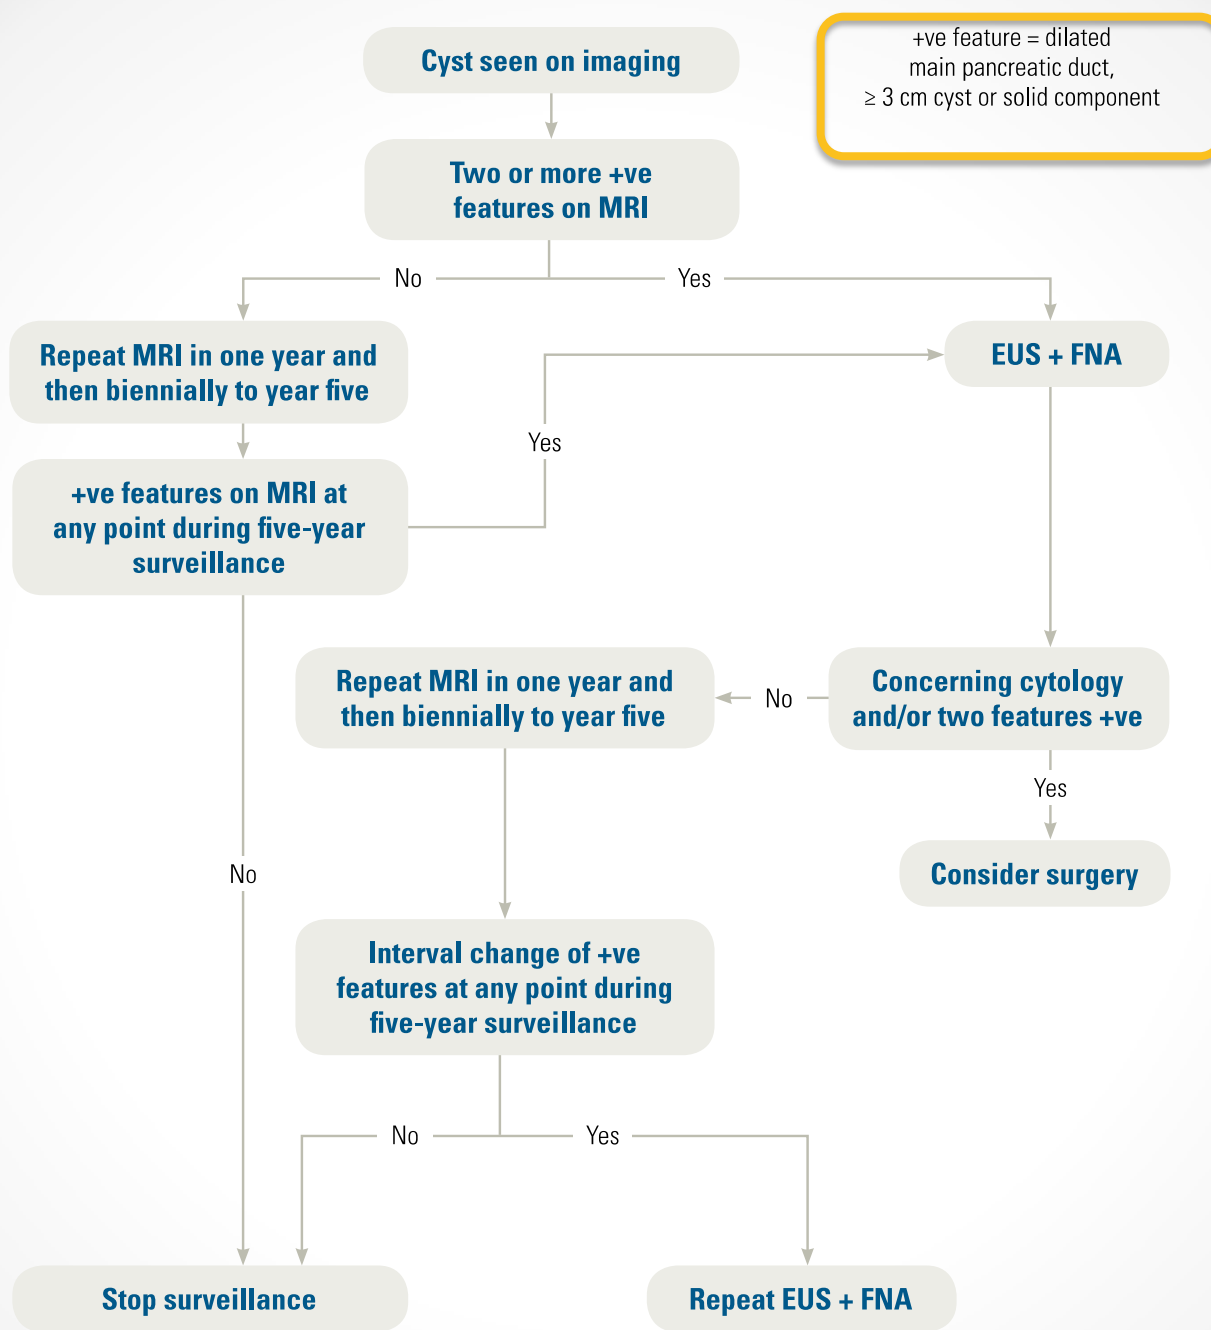 Cyst seen on imaging
+ve feature = dilated
main pancreatic duct,
≥ 3 cm cyst or solid component
Two or more +ve
features on MRI
No
Yes
Repeat MRI in one year and
then biennially to year five
EUS + FNA
Yes
+ve features on MRI at
any point during five-year
surveillance
Repeat MRI in one year and
then biennially to year five
No
Concerning cytology
and/or two features +ve
Yes
No
Consider surgery
Interval change of +ve
features at any point during
five-year surveillance
No
Yes
Stop surveillance
Repeat EUS + FNA